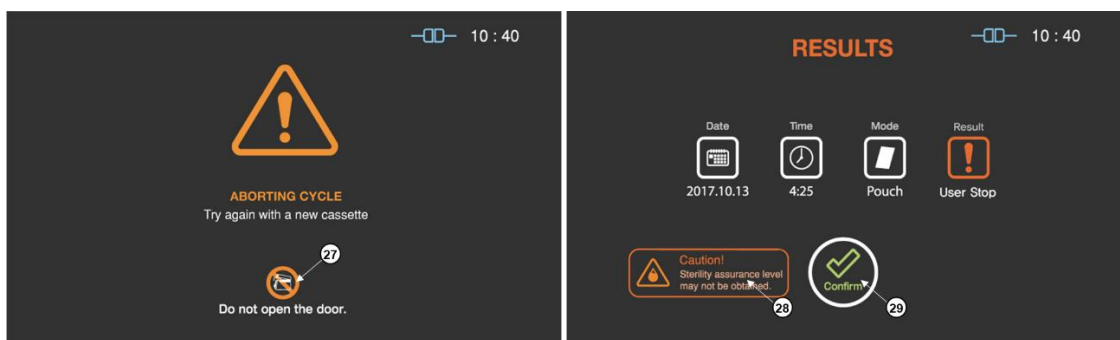 10 : 40
ABORTING CYCLE
Try again with a new cassette
27
Do not open the door.
10 : 40
RESULTS
Date
Time
Mode
Result
2017.10.13
4:25
Pouch
User Stop
Caution!
Sterility assurance level
may not be obtained.
28
Confirm
29